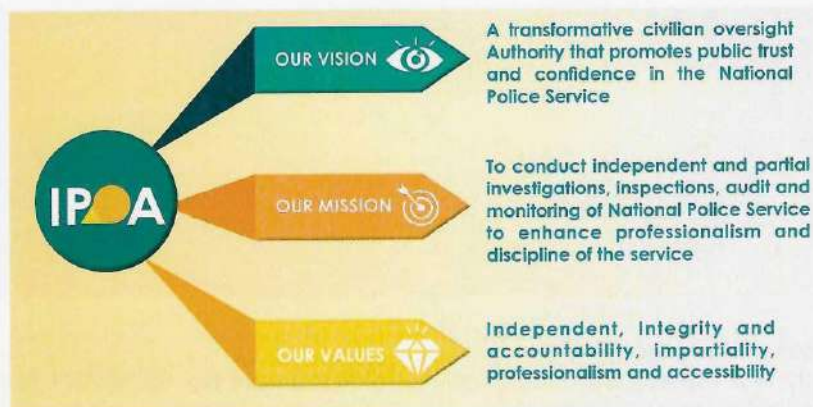 OUR VISION
A transformative civilian oversight
Authority that promotes public trust
and confidence in the National
Police Service
IPOA
OUR MISSION
To conduct independent and partial
investigations, inspections, audit and
monitoring of National Police Service
to enhance professionalism and
discipline of the service
OUR VALUES
Independent, integrity and
accountability, impartiality,
professionalism and accessibility